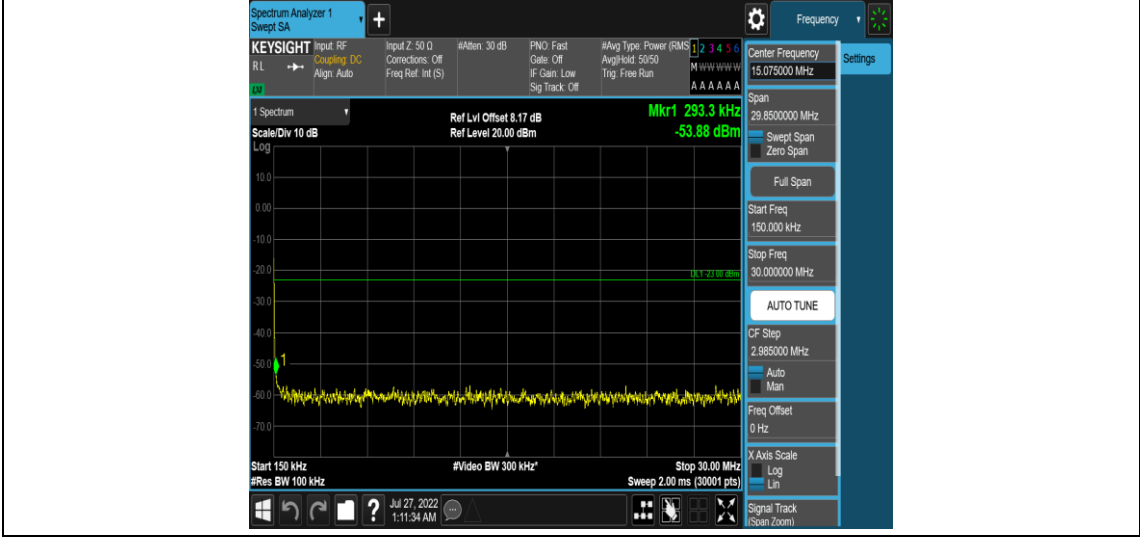 Spectrum Analyzer 1
Swept SA
+
Frequency
KEYSIGHT
RL
LXI
Input: RF
Coupling: DC
Align: Auto
Input Z: 50 Ω
Corrections: Off
Freq Ref: Int (S)
#Atten: 30 dB
PNO: Fast
Gate: Off
IF Gain: Low
Sig Track: Off
#Avg Type: Power (RMS
Avg|Hold: 50/50
Trig: Free Run
1 2 3 4 5 6
M W W W W W
A A A A A A
1 Spectrum
Scale/Div 10 dB
Ref Lvl Offset 8.17 dB
Ref Level 20.00 dBm
Mkr1 293.3 kHz
-53.88 dBm
Log
10.0
0.00
-10.0
-20.0
-30.0
-40.0
-50.0
-60.0
-70.0
DL1 -23.00 dBm
1
Start 150 kHz
#Res BW 100 kHz
#Video BW 300 kHz*
Stop 30.00 MHz
Sweep 2.00 ms (30001 pts)
?
Jul 27, 2022
1:11:34 AM
Center Frequency
15.075000 MHz
Settings
Span
29.8500000 MHz
Swept Span
Zero Span
Full Span
Start Freq
150.000 kHz
Stop Freq
30.000000 MHz
AUTO TUNE
CF Step
2.985000 MHz
Auto
Man
Freq Offset
0 Hz
X Axis Scale
Log
Lin
Signal Track
(Span Zoom)